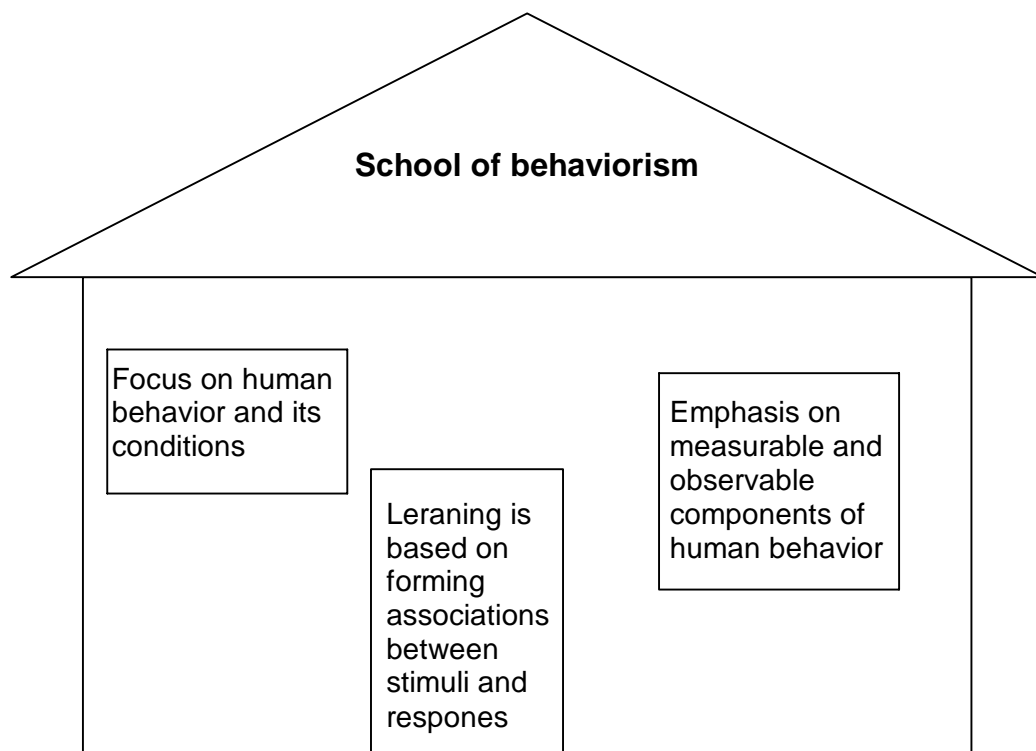 School of behaviorism
Focus on human
behavior and its
conditions
Leraning is
based on
forming
associations
between
stimuli and
respones
Emphasis on
measurable and
observable
components of
human behavior